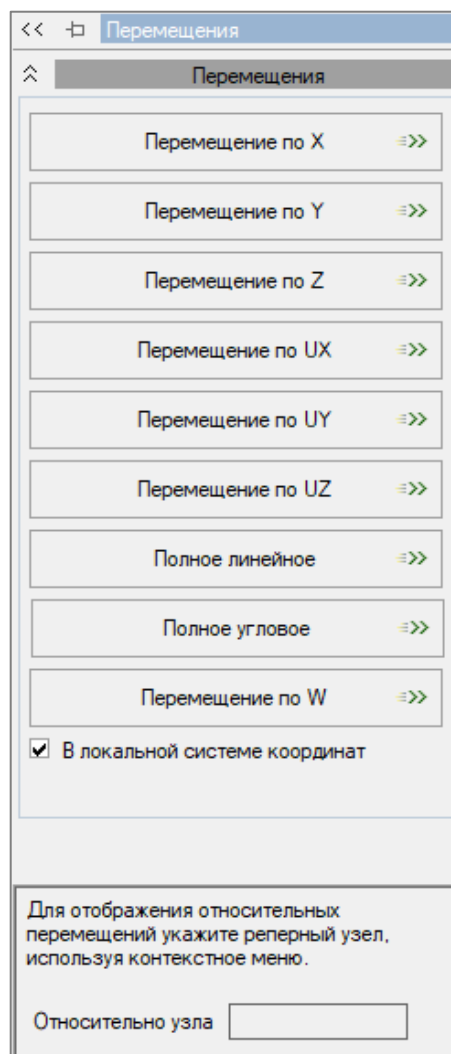 << Перемещения
Перемещения
Перемещение по X
Перемещение по Y
Перемещение по Z
Перемещение по UX
Перемещение по UY
Перемещение по UZ
Полное линейное
Полное угловое
Перемещение по W
В локальной системе координат
Для отображения относительных
перемещений укажите реперный узел,
используя контекстное меню.
Относительно узла